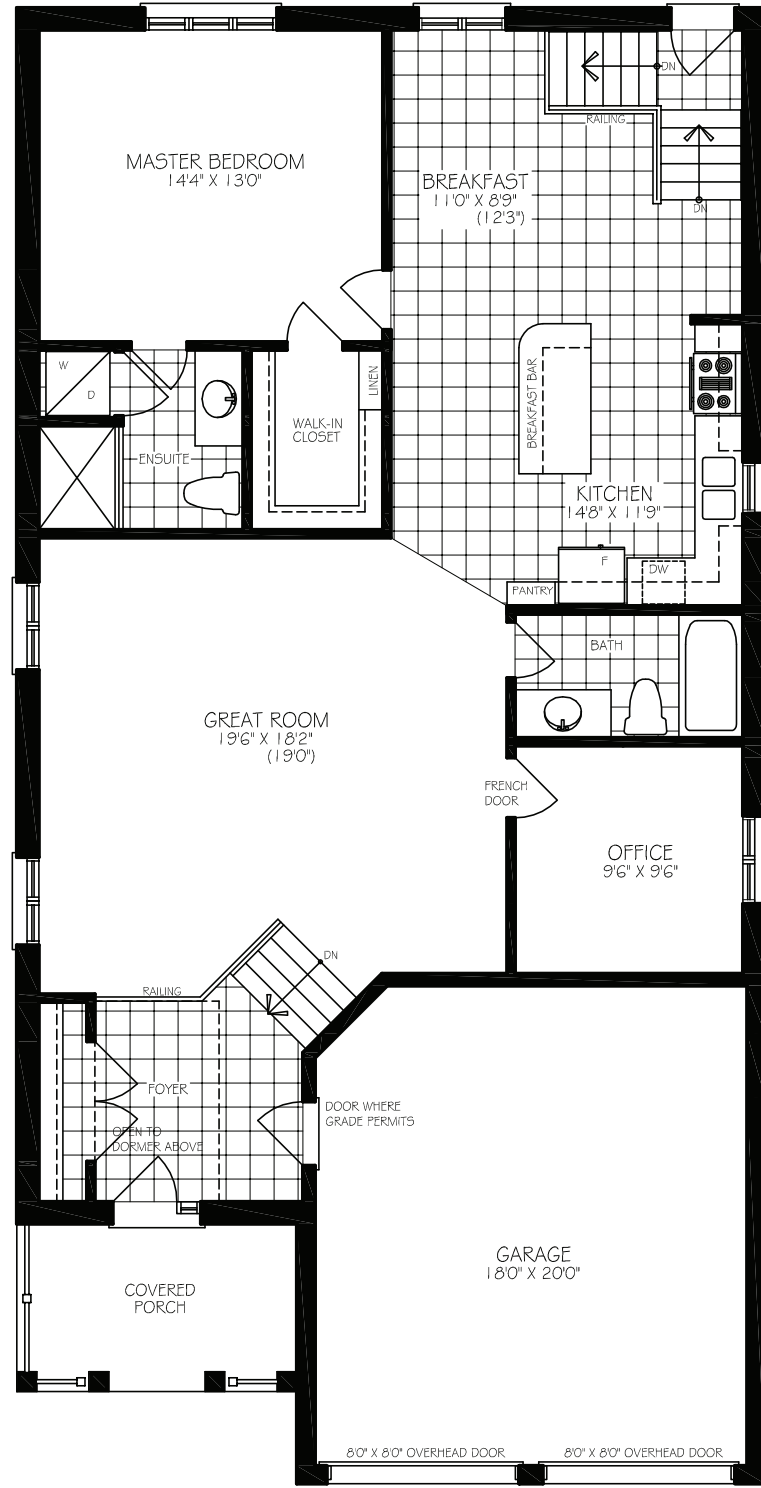 DN
RAILING
MASTER BEDROOM
14'4" X 13'0"
BREAKFAST
11'0" X 8'9"
(12'3")
DN
W
D
LINEN
BREAKFAST BAR
WALK-IN
CLOSET
ENSUITE
KITCHEN
14'8" X 11'9"
F
DW
PANTRY
BATH
GREAT ROOM
19'6" X 18'2"
(19'0")
FRENCH
DOOR
OFFICE
9'6" X 9'6"
DN
RAILING
FOYER
DOOR WHERE
GRADE PERMITS
OPEN TO
DORMER ABOVE
GARAGE
18'0" X 20'0"
COVERED
PORCH
8'0" X 8'0" OVERHEAD DOOR
8'0" X 8'0" OVERHEAD DOOR